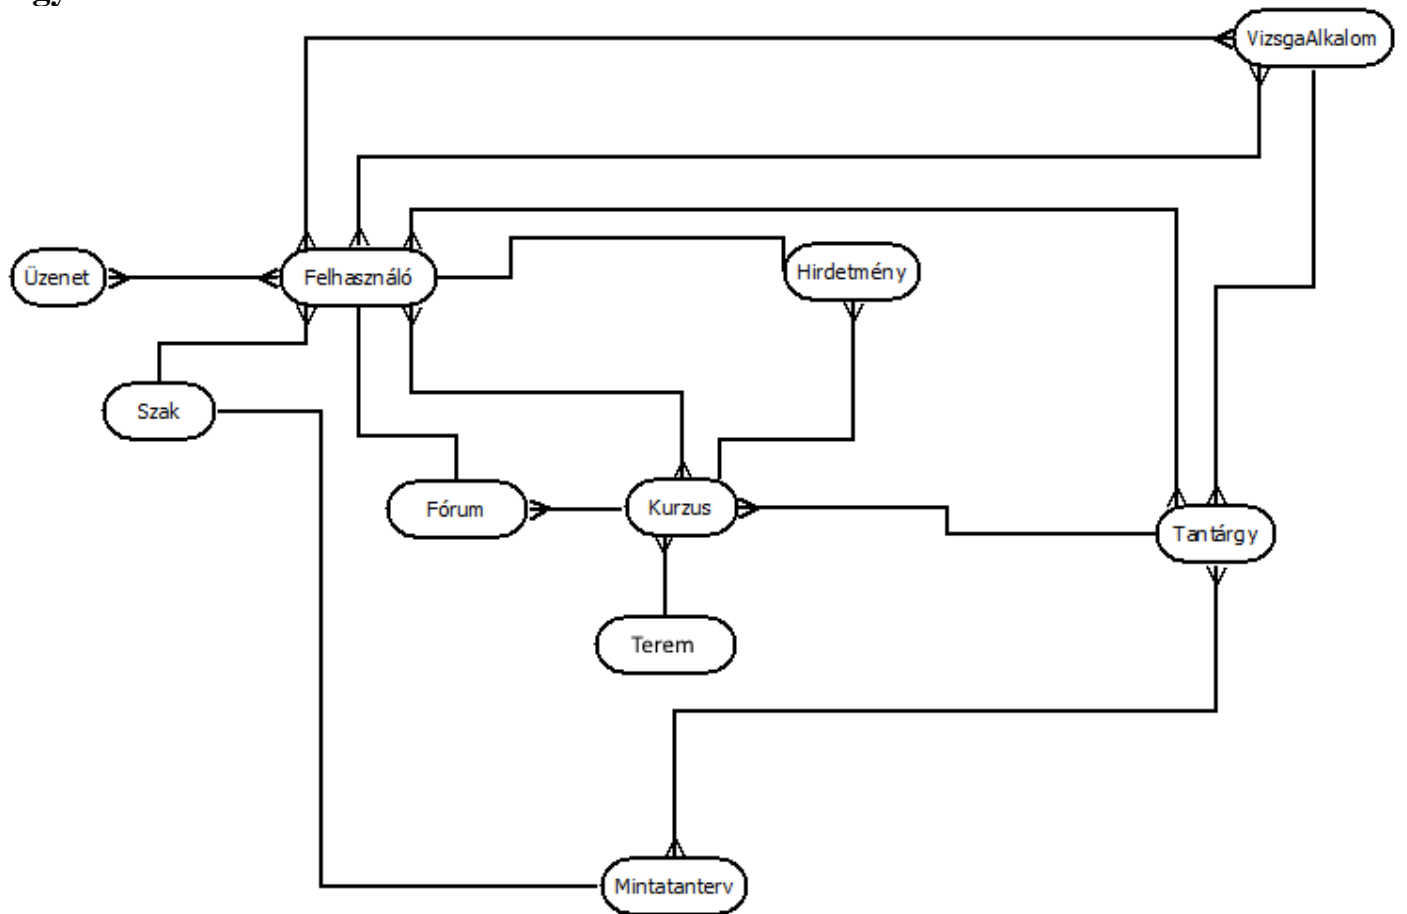 VizsgaAlkalom
Üzenet
Felhasználó
Hirdetmény
Szak
Fórum
Kurzus
Tantárgy
Terem
Mintatanterv